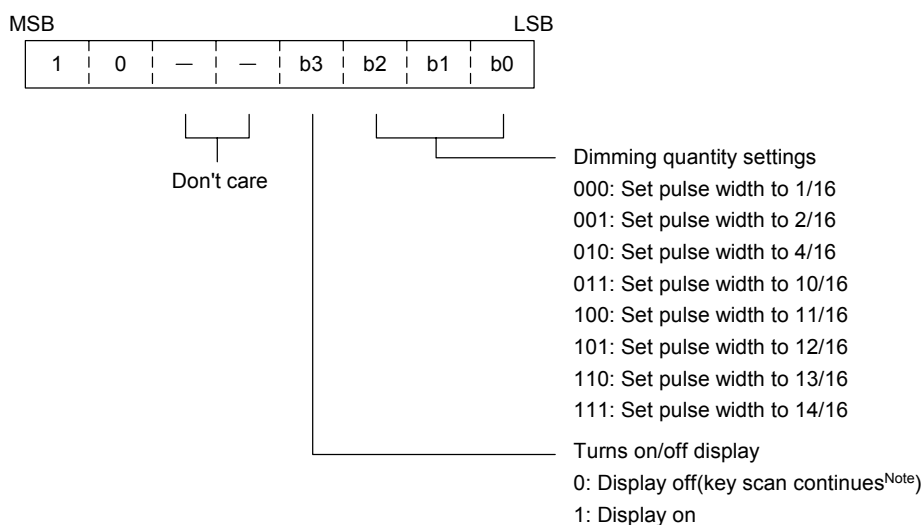 MSB LSB
1 0 — — b3 b2 b1 b0
Don't care
Dimming quantity settings
000: Set pulse width to 1/16
001: Set pulse width to 2/16
010: Set pulse width to 4/16
011: Set pulse width to 10/16
100: Set pulse width to 11/16
101: Set pulse width to 12/16
110: Set pulse width to 13/16
111: Set pulse width to 14/16
Turns on/off display
0: Display off(key scan continuesNote)
1: Display on